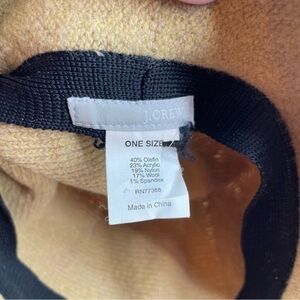 J.CREW
ONE SIZE
40% Olefin
23% Acrylic
19% Nylon
17% Wool
1% Spandex
RN77388
Made in China